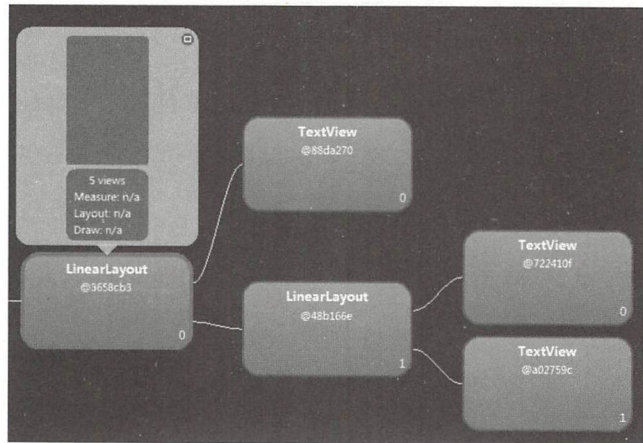 5 views
Measure: n/a
Layout: n/a
Draw: n/a
LinearLayout
@3658cb3
0
TextView
@88da270
0
LinearLayout
@48b166e
1
TextView
@722410f
0
TextView
@a02759c
1